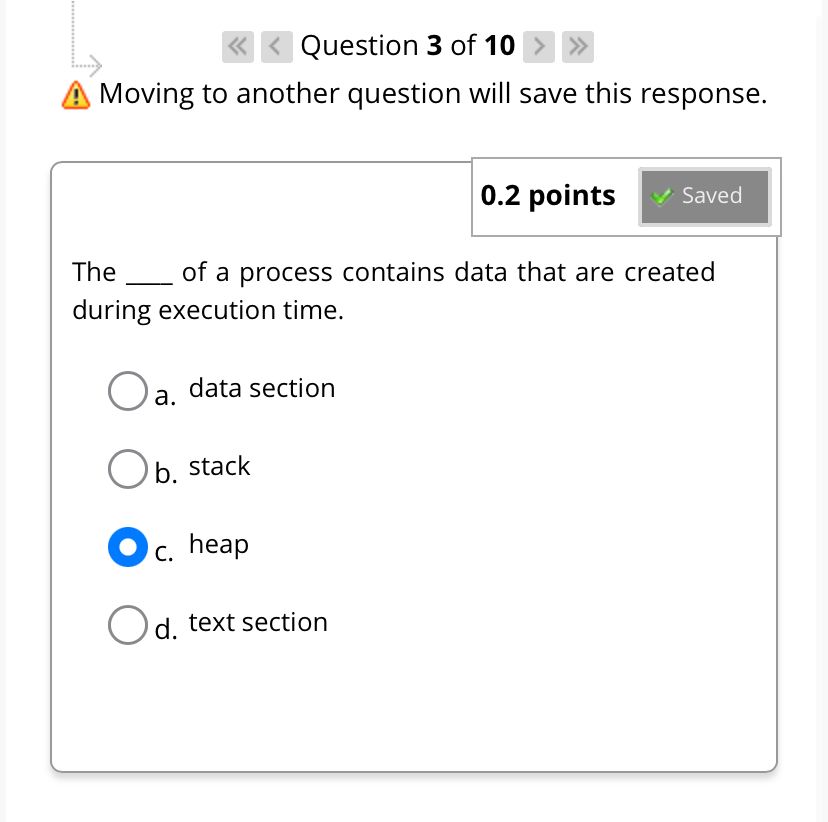 Question 3 of 10
Moving to another question will save this response.
0.2 points
Saved
The ____ of a process contains data that are created
during execution time.
a. data section
b. stack
c. heap
d. text section